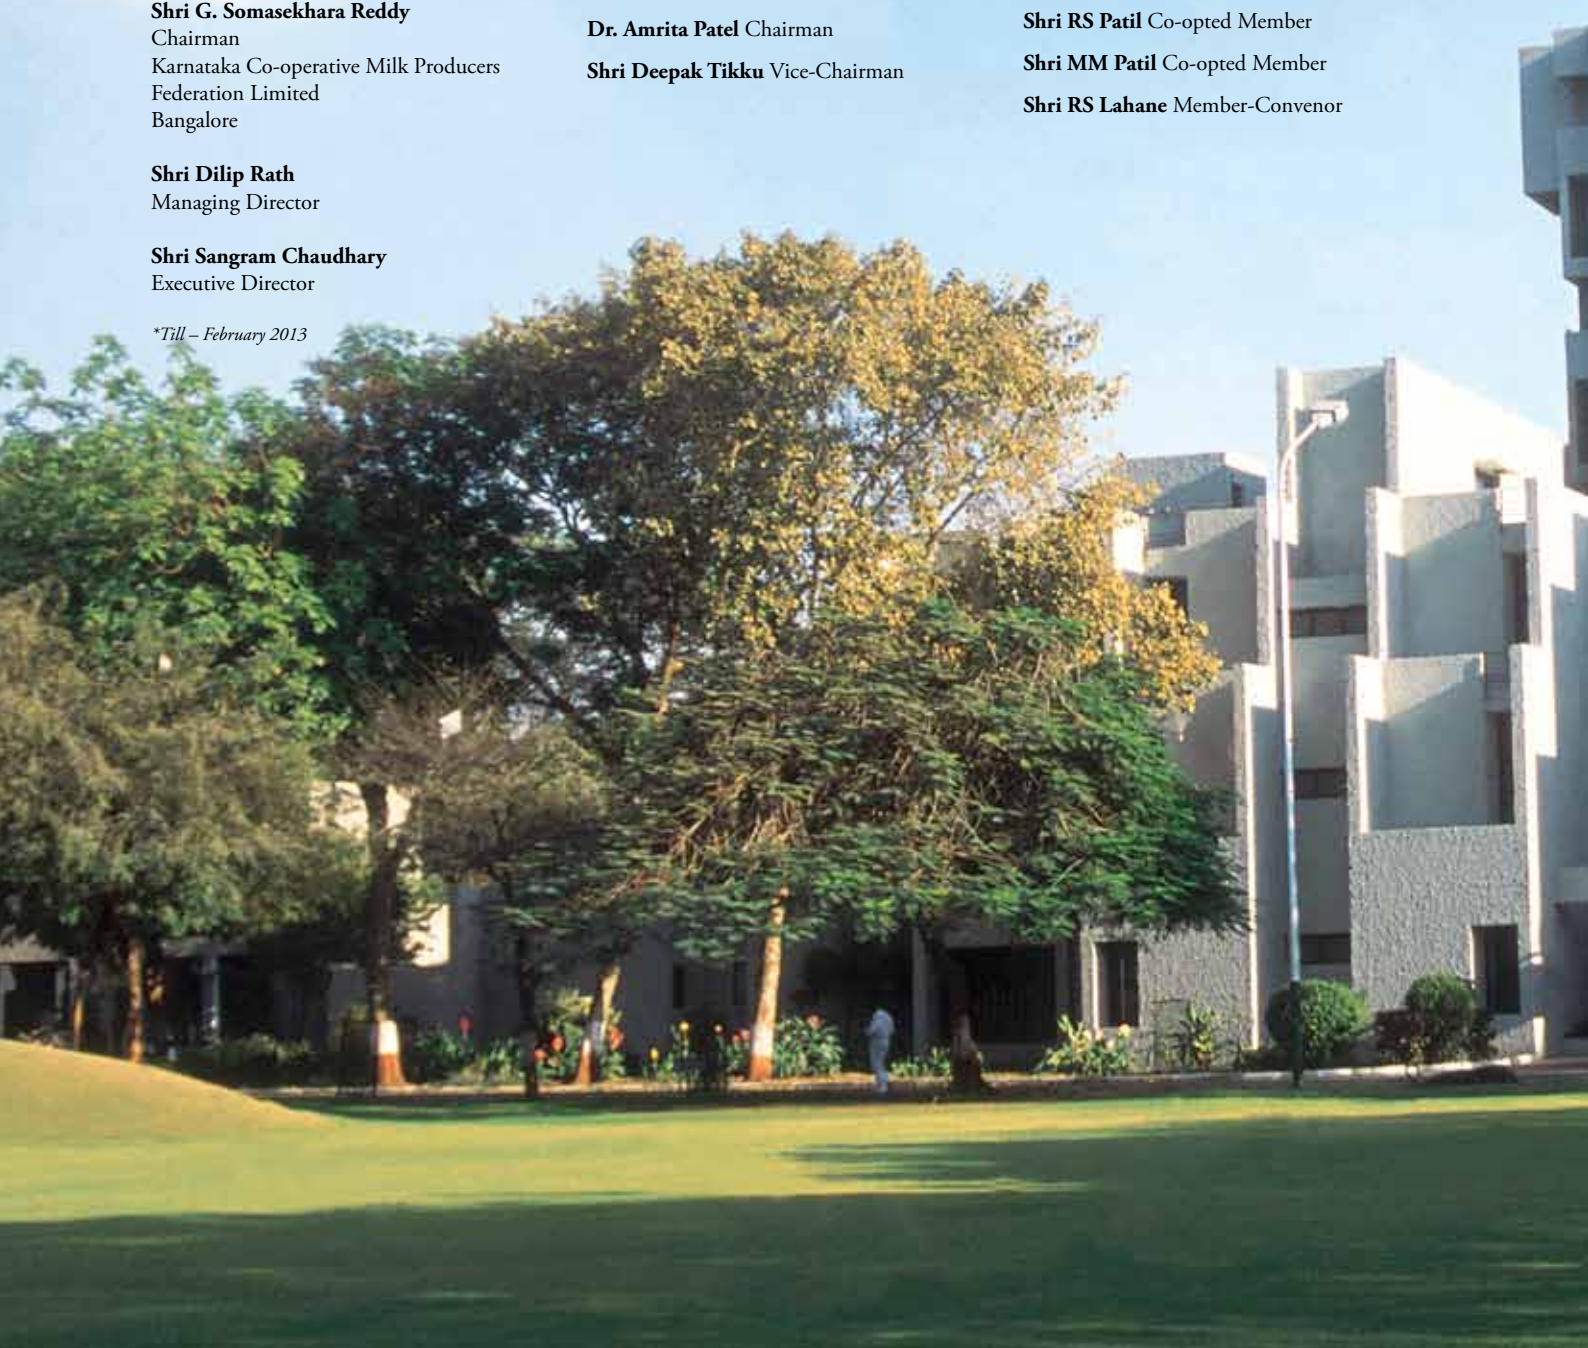 Shri G. Somasekhara Reddy
Chairman
Karnataka Co-operative Milk Producers
Federation Limited
Bangalore
Shri Dilip Rath
Managing Director
Shri Sangram Chaudhary
Executive Director
*Till – February 2013
Dr. Amrita Patel Chairman
Shri Deepak Tikku Vice-Chairman
Shri RS Patil Co-opted Member
Shri MM Patil Co-opted Member
Shri RS Lahane Member-Convenor